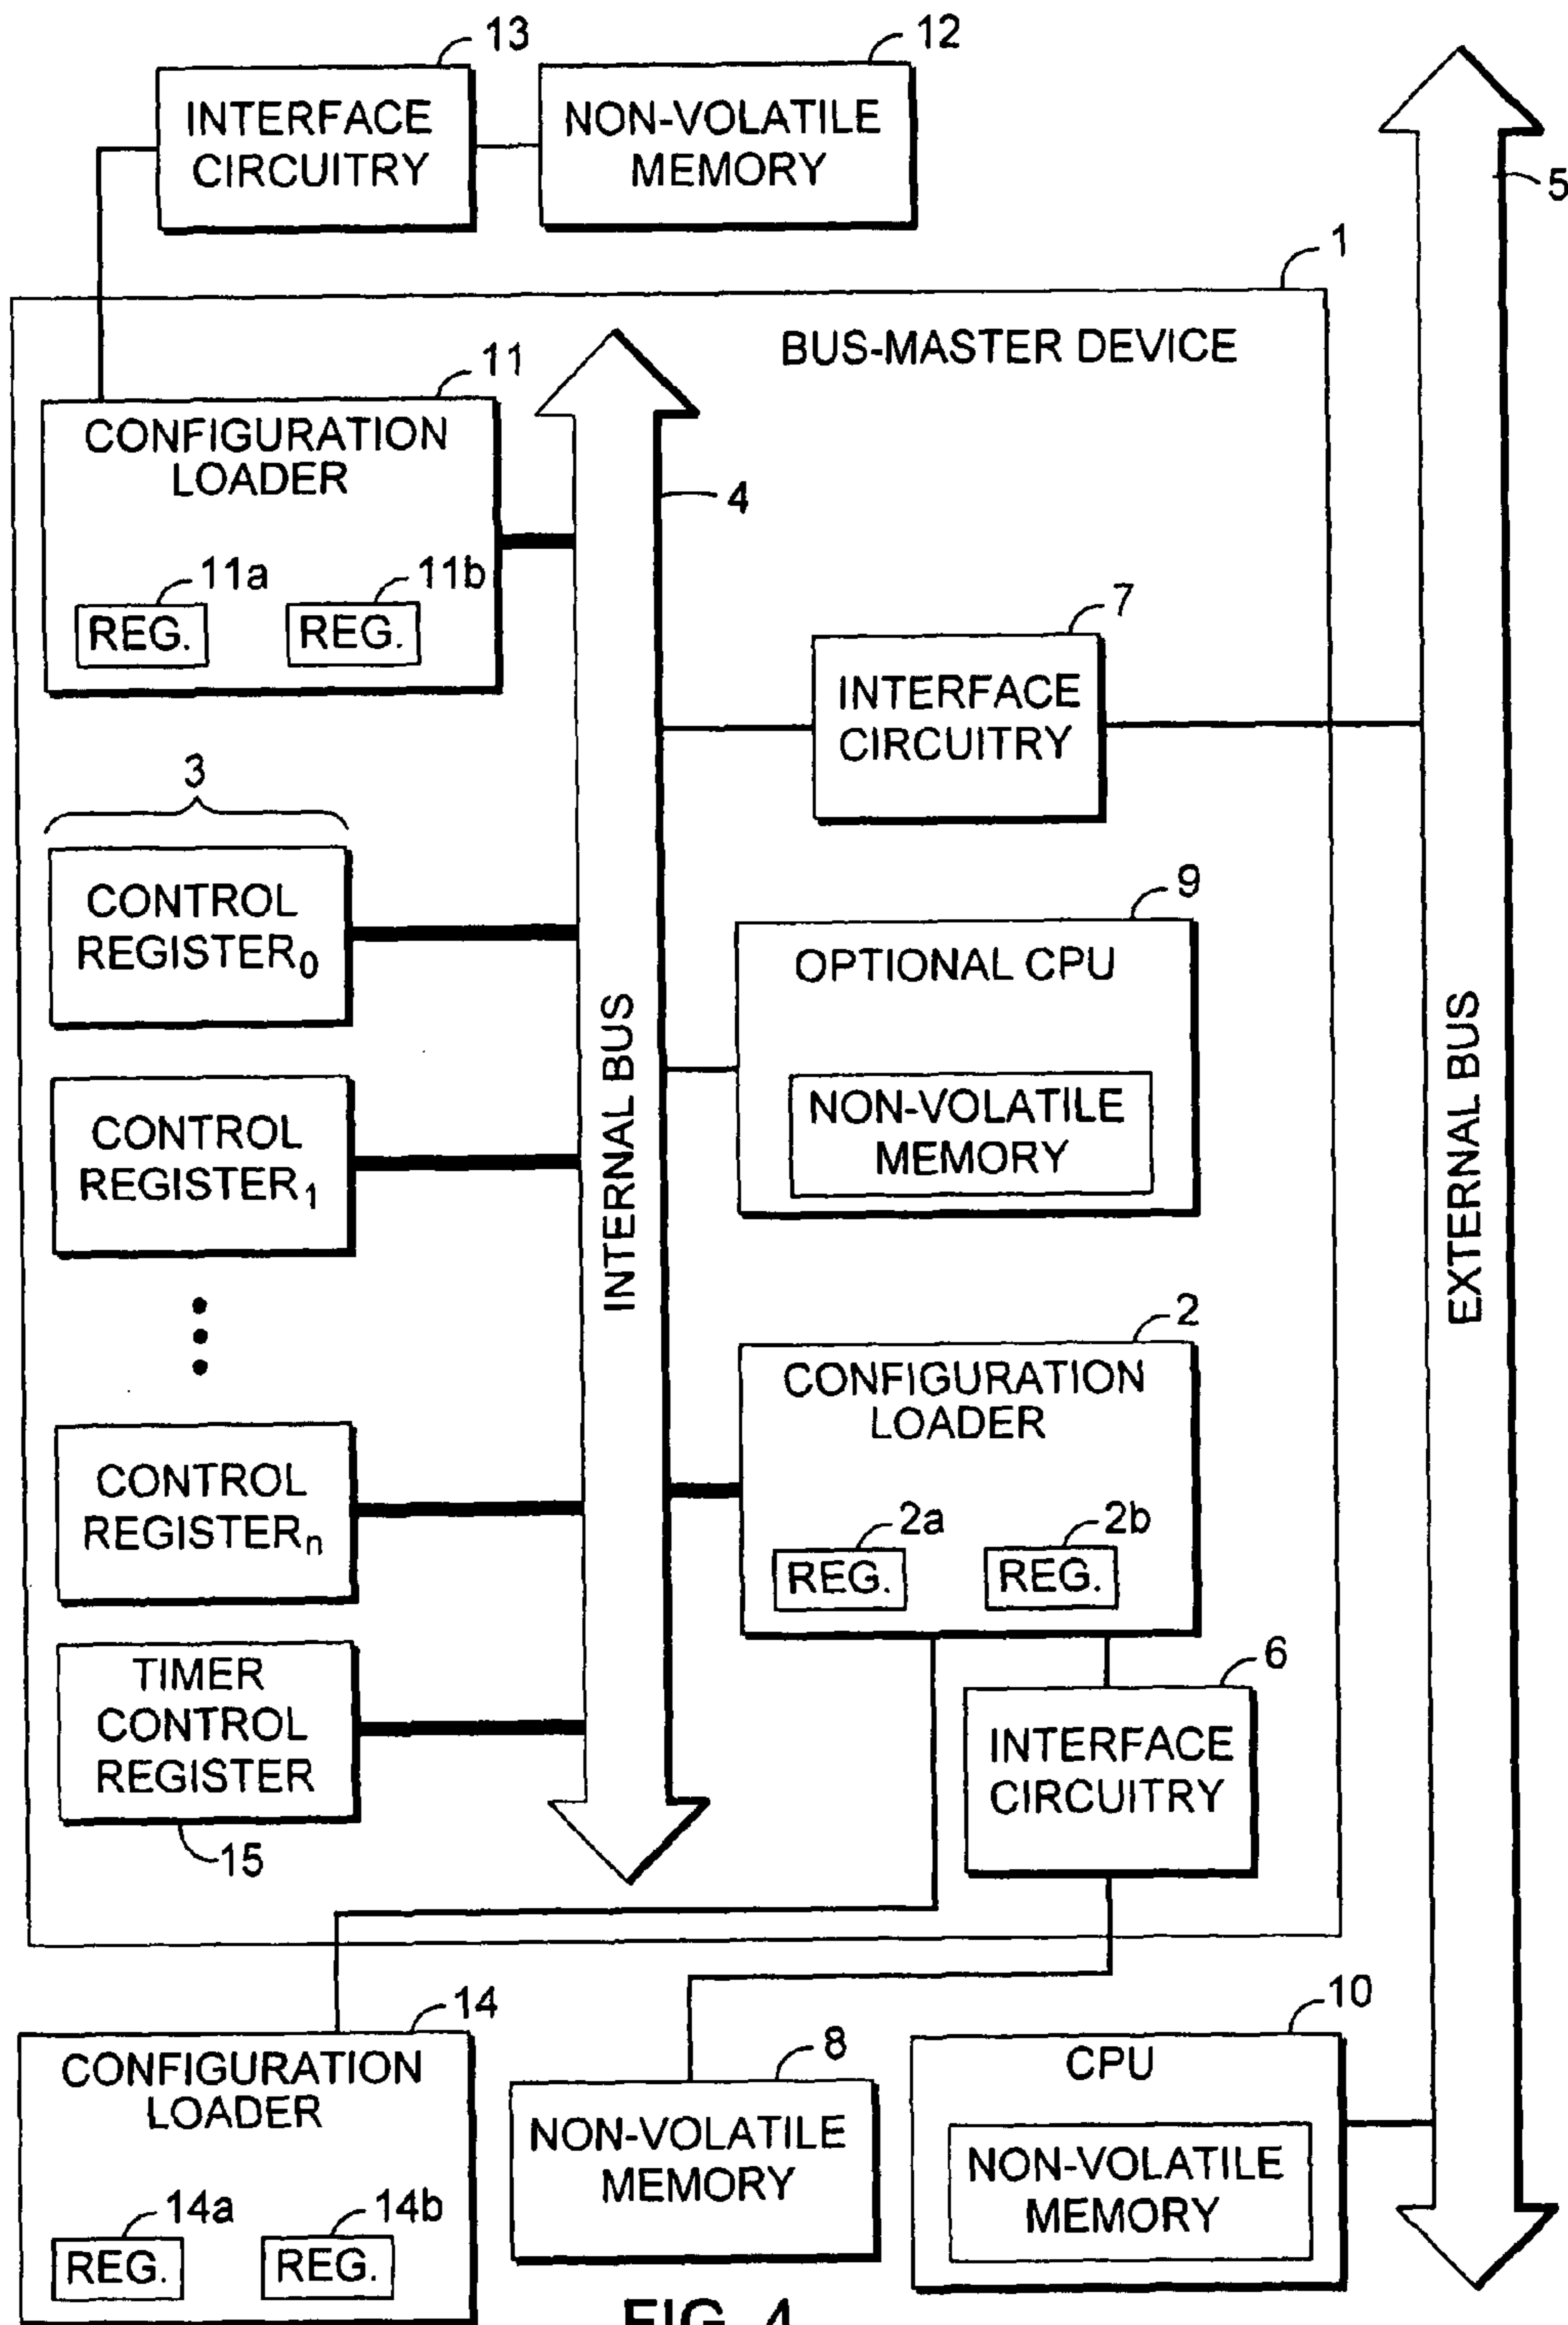 13
12
INTERFACE
CIRCUITRY
NON-VOLATILE
MEMORY
5
1
BUS-MASTER DEVICE
11
CONFIGURATION
LOADER
4
11a
11b
REG.
REG.
7
INTERFACE
CIRCUITRY
3
CONTROL
REGISTER0
9
OPTIONAL CPU
NON-VOLATILE
MEMORY
CONTROL
REGISTER1
INTERNAL BUS
EXTERNAL BUS
2
CONFIGURATION
LOADER
CONTROL
REGISTERn
2a
2b
REG.
REG.
TIMER
CONTROL
REGISTER
15
6
INTERFACE
CIRCUITRY
14
CONFIGURATION
LOADER
14a
14b
REG.
REG.
8
NON-VOLATILE
MEMORY
10
CPU
NON-VOLATILE
MEMORY
FIG. 4